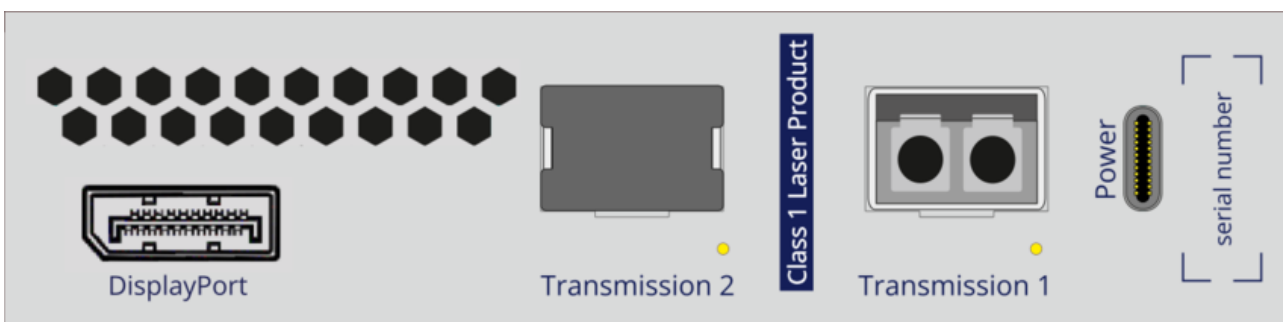 DisplayPort
Transmission 2
Class 1 Laser Product
Transmission 1
Power
serial number